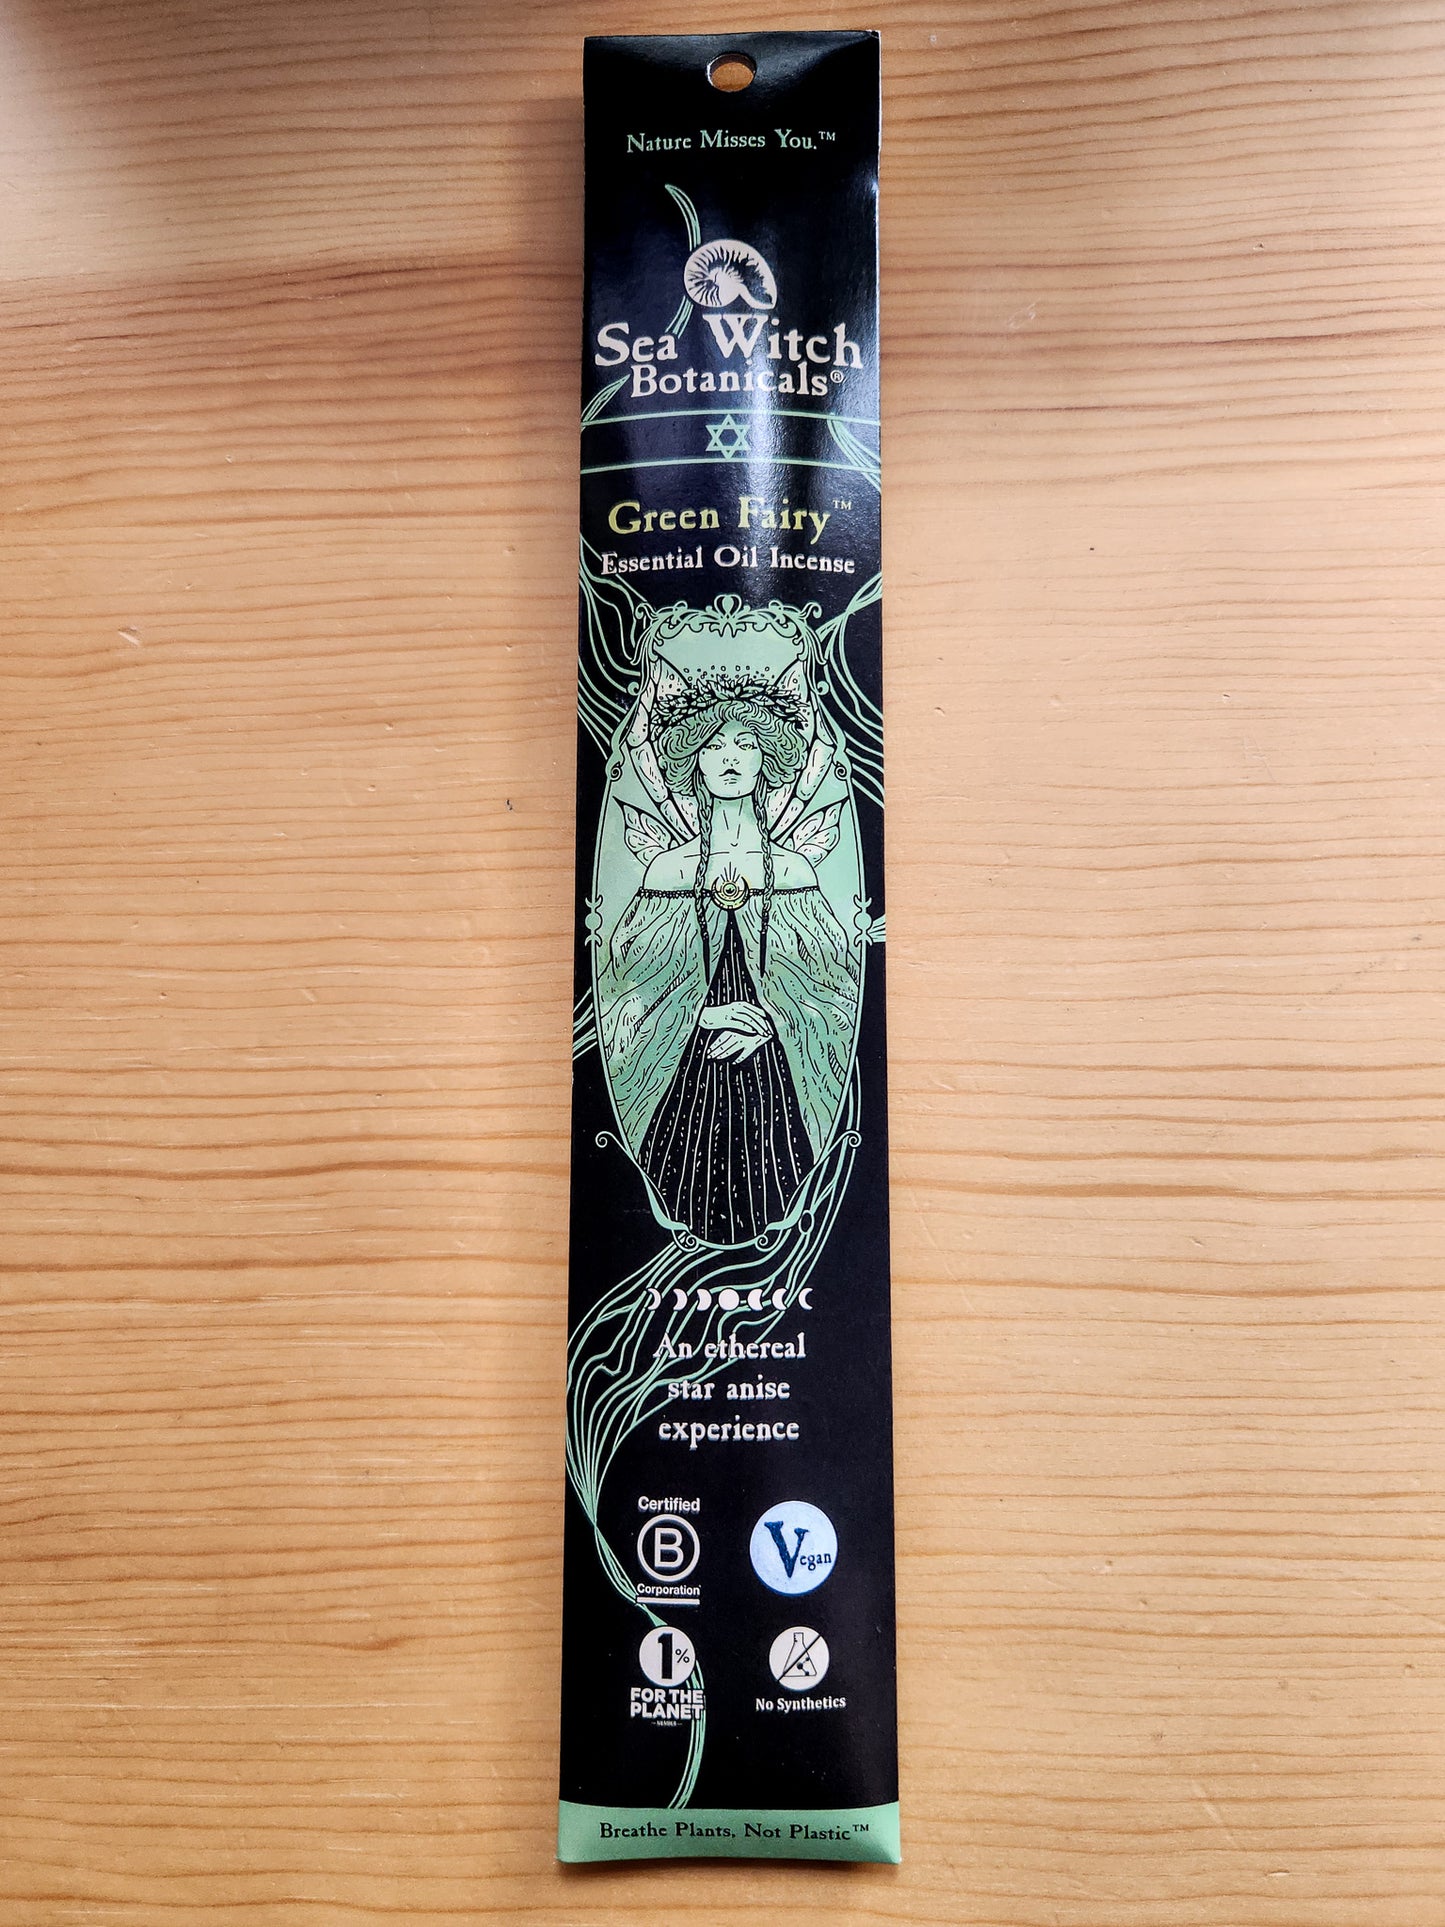 Nature Misses You.™
Sea Witch
Botanicals®
Green Fairy™
Essential Oil Incense
An ethereal
star anise
experience
Certified
B
Corporation
Vegan
1%
FOR THE
PLANET
No Synthetics
Breathe Plants, Not Plastic™